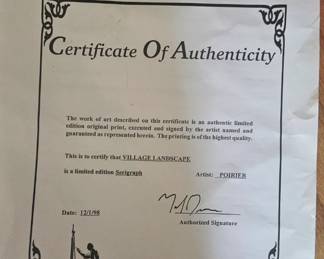 Certificate Of Authenticity
The work of art described on this certificate is an authentic limited
edition original print, executed and signed by the artist named and
guaranteed as represented herein. The printing is of the highest quality.
This is to certify that VILLAGE LANDSCAPE
is a limited edition Serigraph Artist: POIRIER
Date: 12/1/98
Authorized Signature